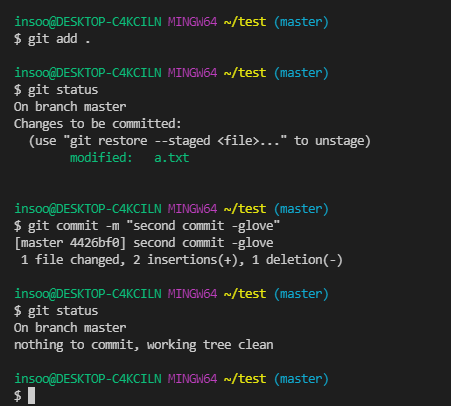 insoo@DESKTOP-C4KCILN MINGW64 ~/test (master)
$ git add .
insoo@DESKTOP-C4KCILN MINGW64 ~/test (master)
$ git status
On branch master
Changes to be committed:
  (use "git restore --staged <file>..." to unstage)
        modified:   a.txt
insoo@DESKTOP-C4KCILN MINGW64 ~/test (master)
$ git commit -m "second commit -glove"
[master 4426bf0] second commit -glove
 1 file changed, 2 insertions(+), 1 deletion(-)
insoo@DESKTOP-C4KCILN MINGW64 ~/test (master)
$ git status
On branch master
nothing to commit, working tree clean
insoo@DESKTOP-C4KCILN MINGW64 ~/test (master)
$